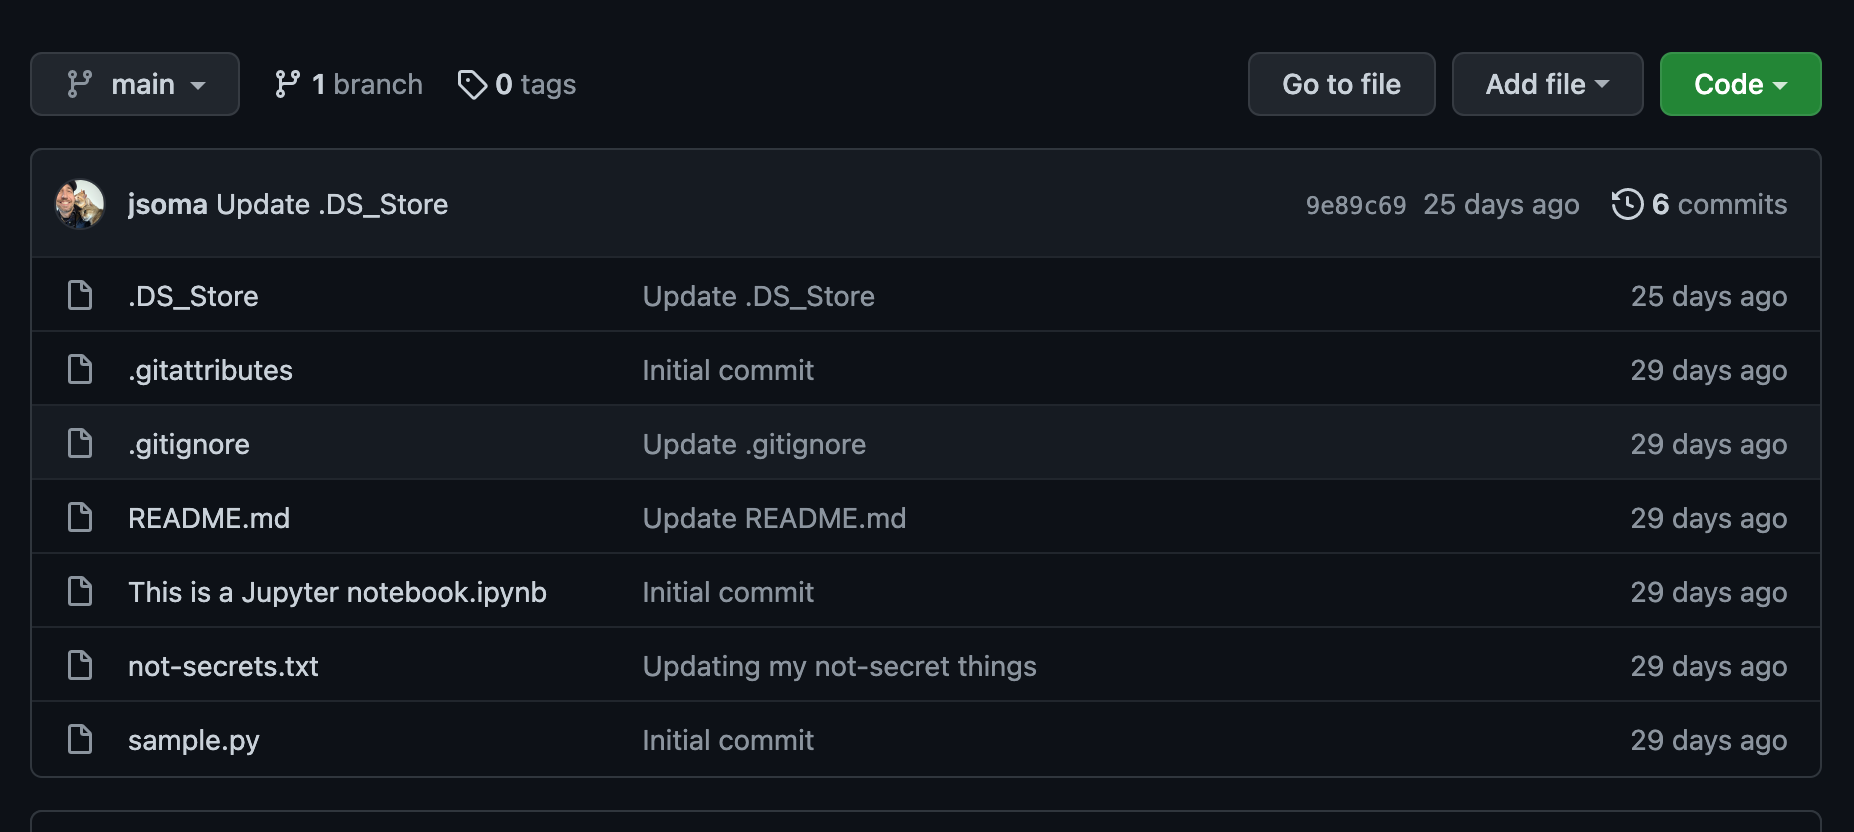 main 1 branch 0 tags Go to file Add file Code
jsoma Update .DS_Store 9e89c69 25 days ago 6 commits
.DS_Store Update .DS_Store 25 days ago
.gitattributes Initial commit 29 days ago
.gitignore Update .gitignore 29 days ago
README.md Update README.md 29 days ago
This is a Jupyter notebook.ipynb Initial commit 29 days ago
not-secrets.txt Updating my not-secret things 29 days ago
sample.py Initial commit 29 days ago